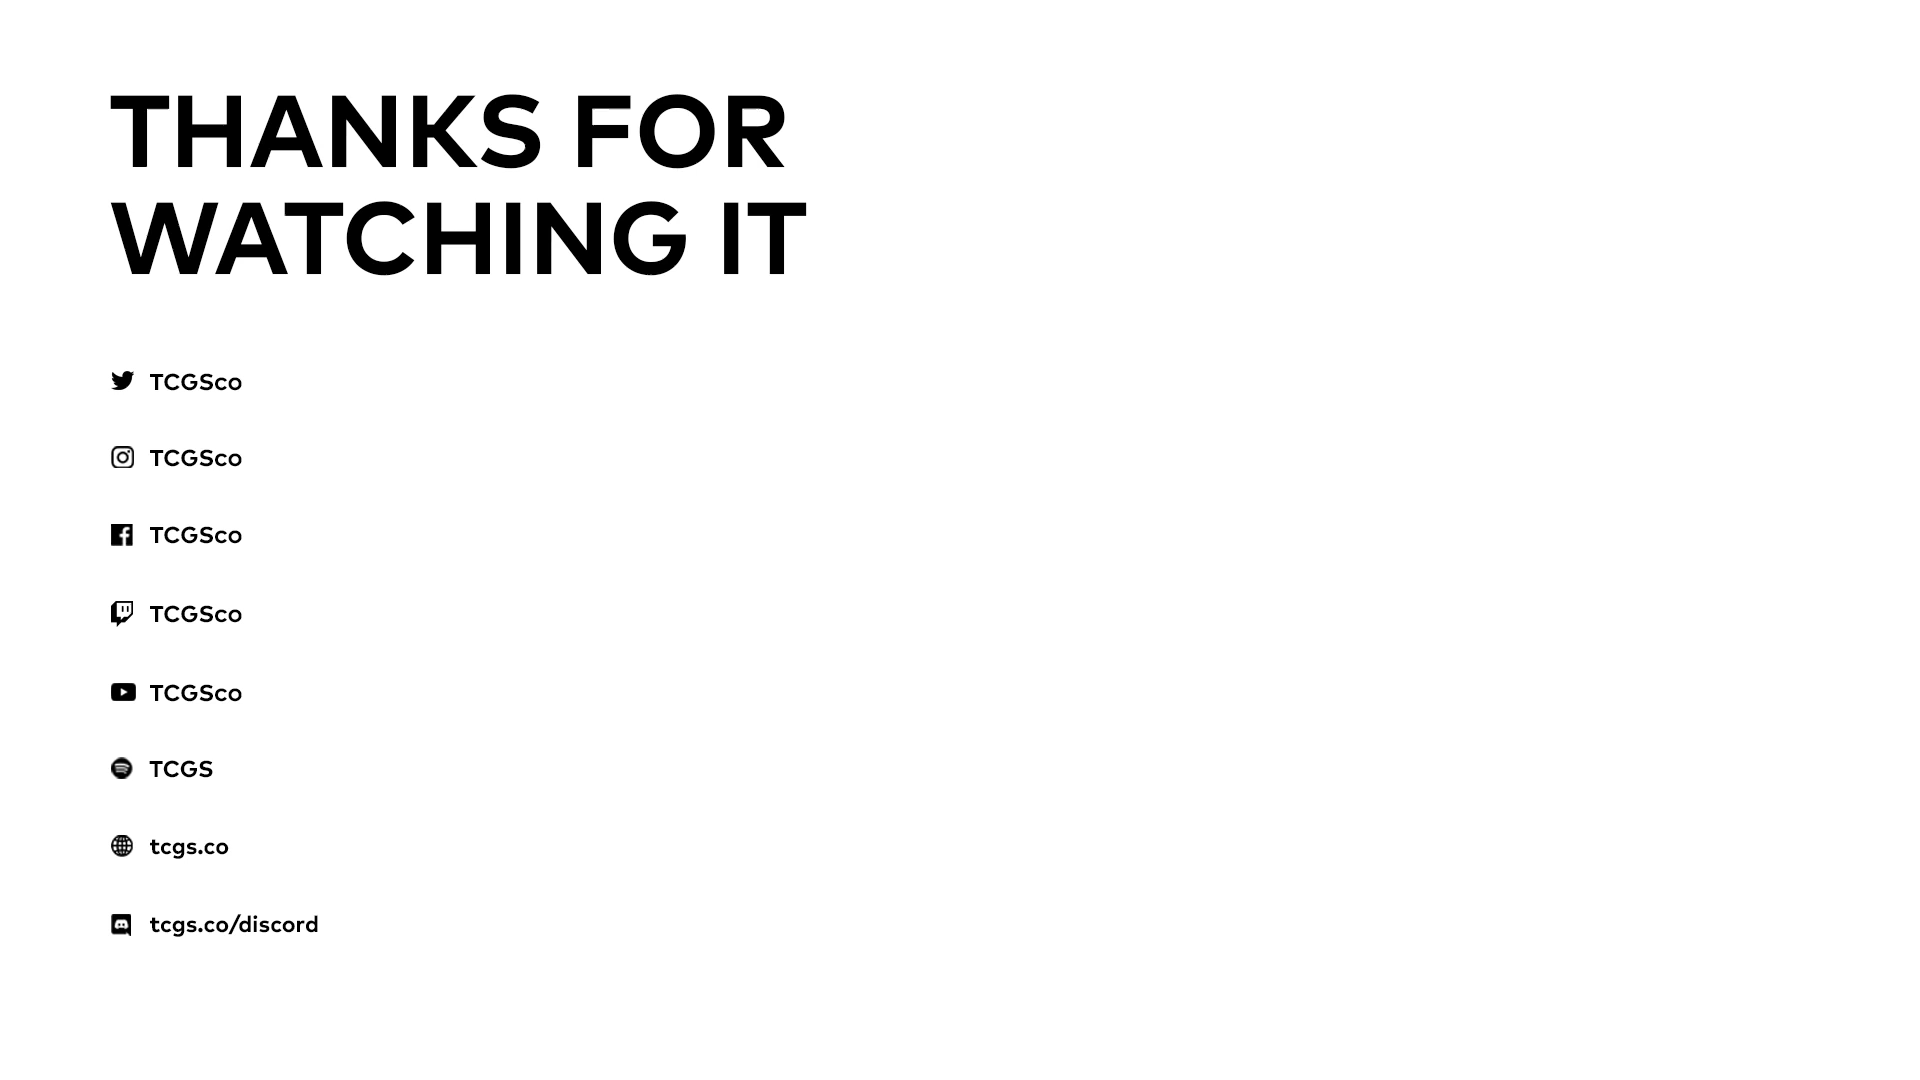 THANKS FOR
WATCHING IT
TCGSco
TCGSco
TCGSco
TCGSco
TCGSco
TCGS
tcgs.co
tcgs.co/discord